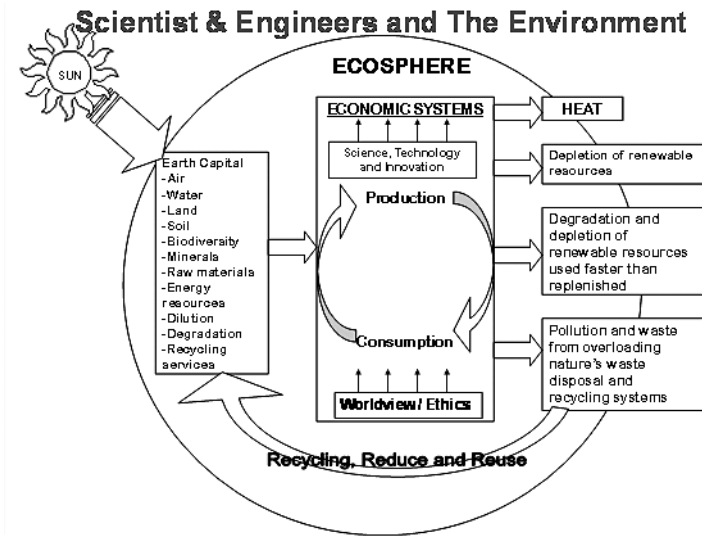 Scientist & Engineers and The Environment
SUN
ECOSPHERE
ECONOMIC SYSTEMS
HEAT
Science, Technology
and Innovation
Depletion of renewable
resources
Earth Capital
-Air
-Water
-Land
-Soil
-Biodiversity
-Minerals
-Raw materials
-Energy
resources
-Dilution
-Degradation
-Recycling
services
Production
Degradation and
depletion of
renewable resources
used faster than
replenished
Consumption
Pollution and waste
from overloading
nature's waste
disposal and
recycling systems
Worldview/ Ethics
Recycling, Reduce and Reuse